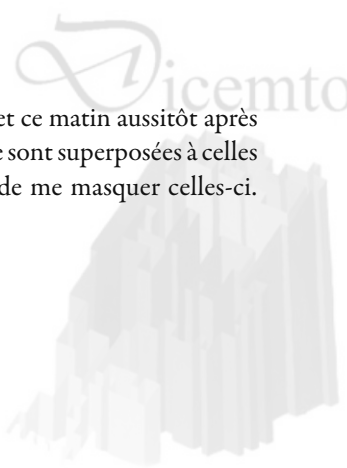 Dicemto
et ce matin aussitôt après
e sont superposées à celles
de me masquer celles-ci.